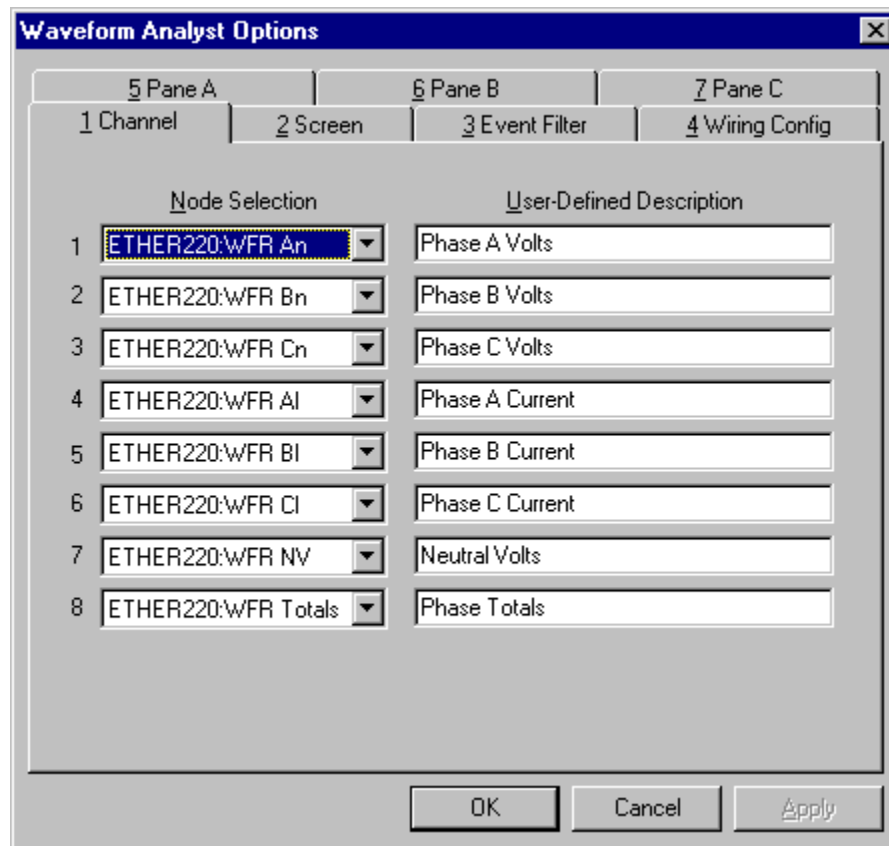 Waveform Analyst Options
5 Pane A 6 Pane B 7 Pane C
1 Channel 2 Screen 3 Event Filter 4 Wiring Config
Node Selection User-Defined Description
1 ETHER220:WFR An Phase A Volts
2 ETHER220:WFR Bn Phase B Volts
3 ETHER220:WFR Cn Phase C Volts
4 ETHER220:WFR AI Phase A Current
5 ETHER220:WFR BI Phase B Current
6 ETHER220:WFR CI Phase C Current
7 ETHER220:WFR NV Neutral Volts
8 ETHER220:WFR Totals Phase Totals
OK Cancel Apply